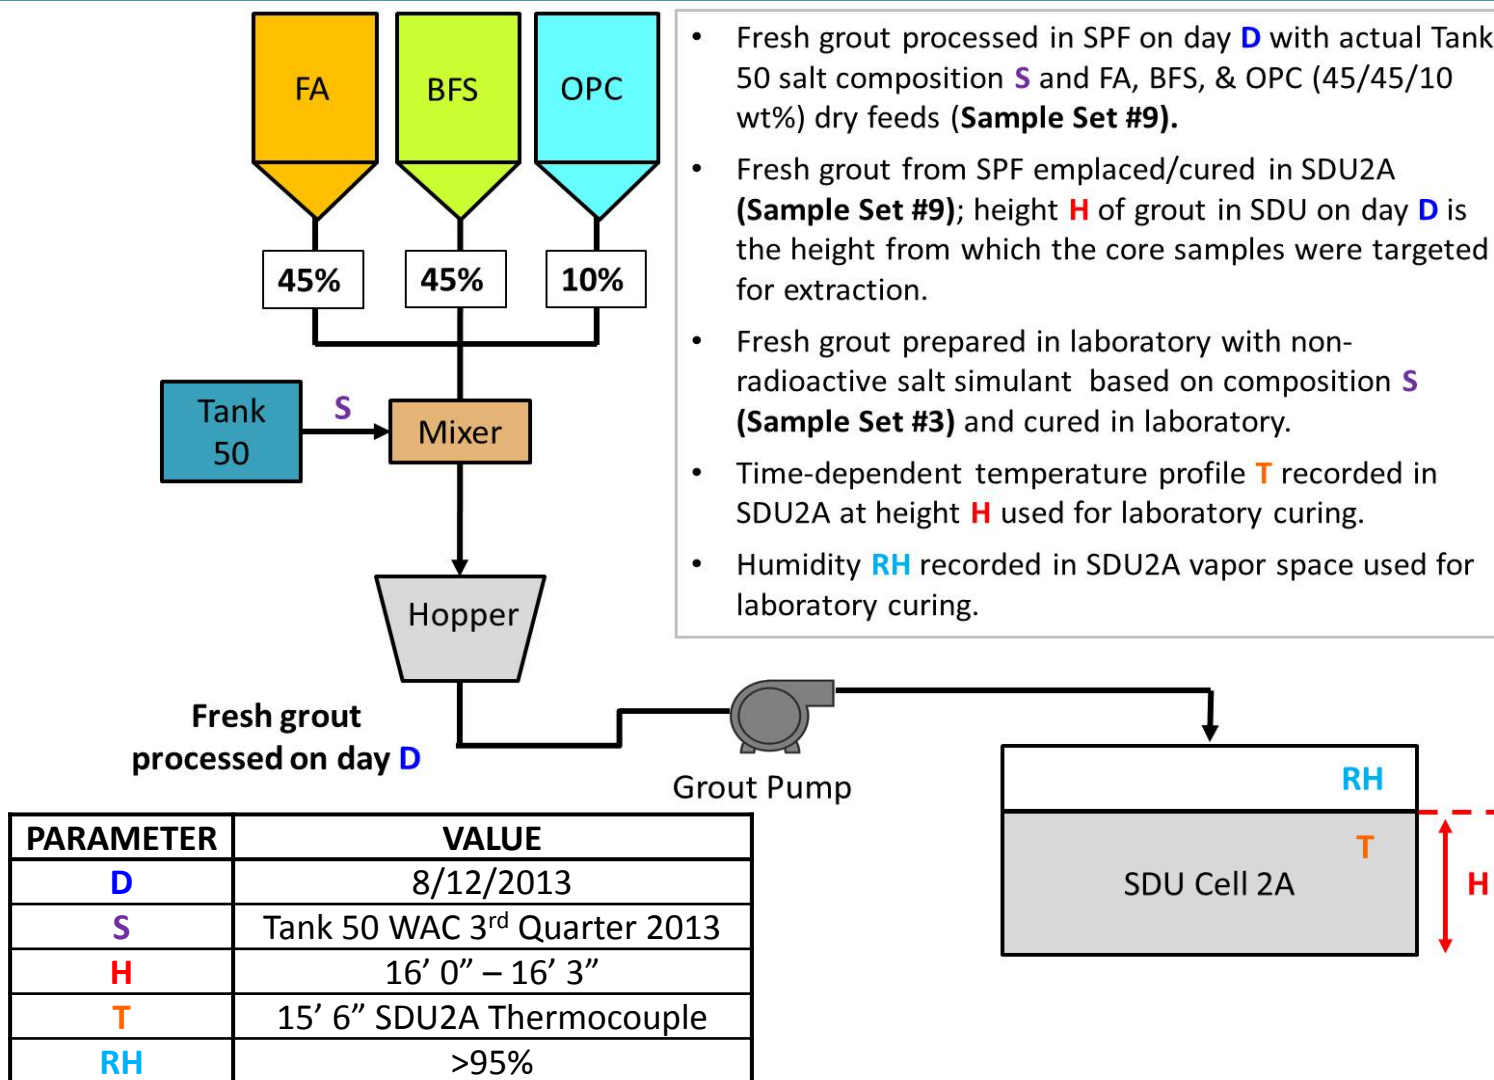 FA
BFS
OPC
45%
45%
10%
Tank
50
S
Mixer
Hopper
Fresh grout
processed on day D
Grout Pump
RH
T
SDU Cell 2A
H
• Fresh grout processed in SPF on day D with actual Tank
50 salt composition S and FA, BFS, & OPC (45/45/10
wt%) dry feeds (Sample Set #9).
• Fresh grout from SPF emplaced/cured in SDU2A
(Sample Set #9); height H of grout in SDU on day D is
the height from which the core samples were targeted
for extraction.
• Fresh grout prepared in laboratory with non-
radioactive salt simulant based on composition S
(Sample Set #3) and cured in laboratory.
• Time-dependent temperature profile T recorded in
SDU2A at height H used for laboratory curing.
• Humidity RH recorded in SDU2A vapor space used for
laboratory curing.
PARAMETER VALUE
D 8/12/2013
S Tank 50 WAC 3rd Quarter 2013
H 16’ 0” – 16’ 3”
T 15’ 6” SDU2A Thermocouple
RH >95%